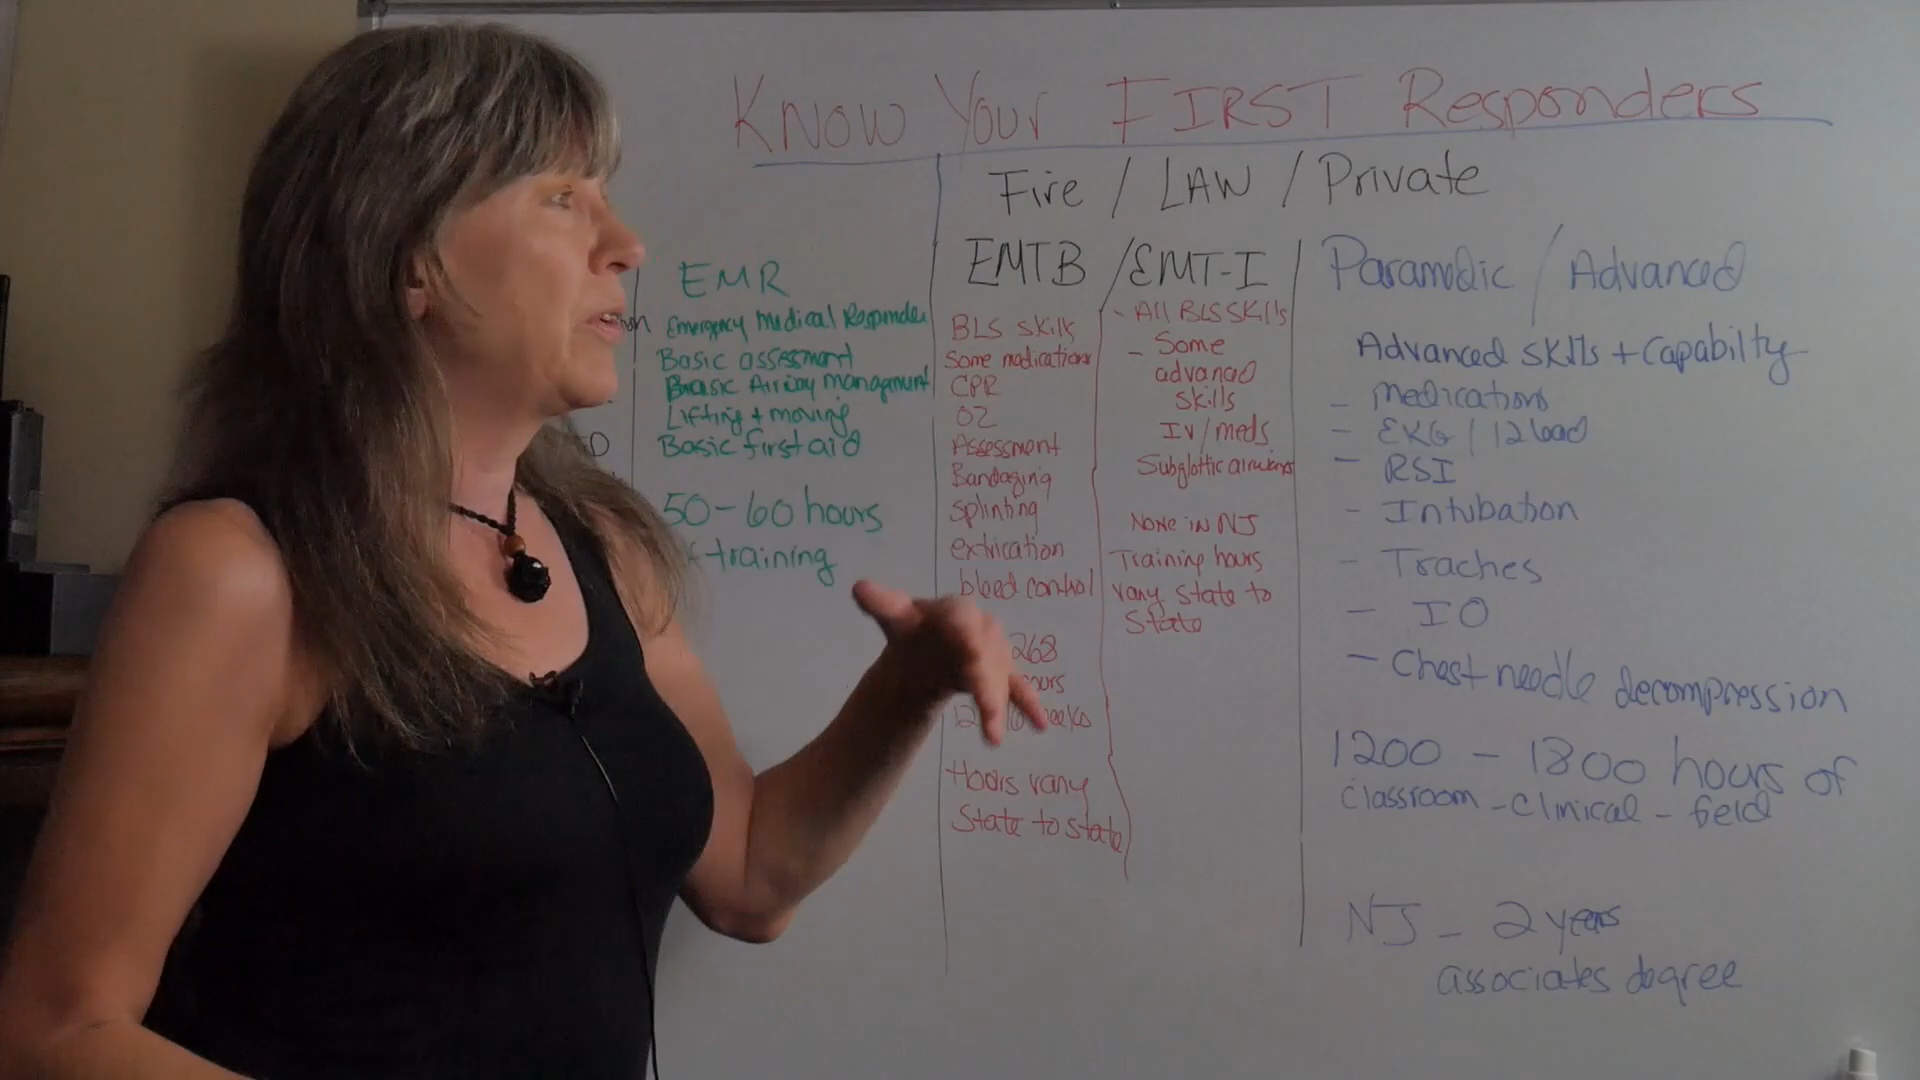 KNOW YOUR FIRST RESPONDERS
Fire / LAW / Private
EMR
Emergency Medical Responder
Basic assessment
Basic Airway managment
Lifting + moving
Basic first aid
50-60 hours
training
EMTB / EMT-I
BLS skills
Some medications
CPR
O2
Assessment
Bandaging
splinting
extrication
bleed control
268
Hours vary
State to state
- All BLS SKills
- Some
advanced
skills
IV/meds
Subglottic
NONE IN NJ
Training hours
vary State to
State
Paramedic / Advanced
Advanced skills + Capabilty
- medications
- EKG / 12 lead
- RSI
- Intubation
- Traches
- IO
- Chest needle decompression
1200 - 1800 hours of
classroom - clinical - field
NJ - 2 years
associates degree